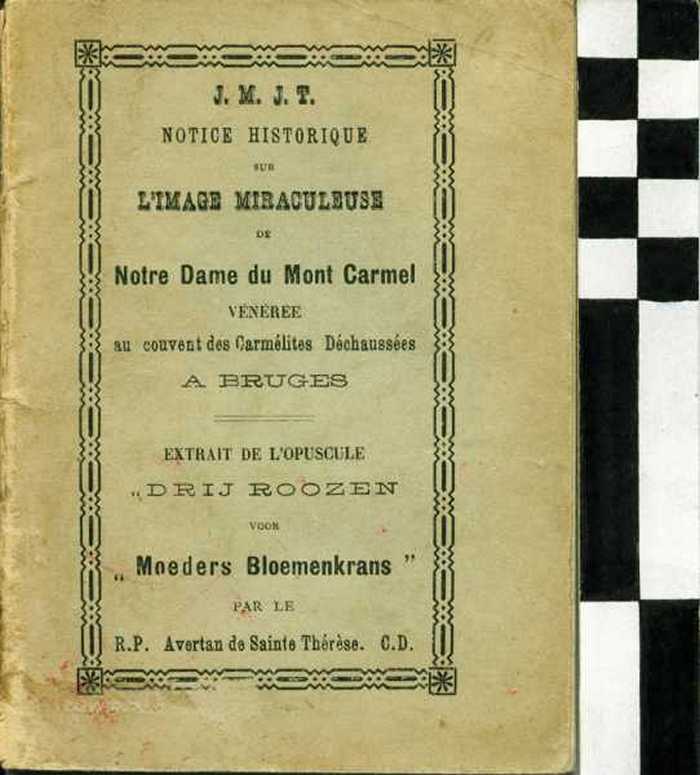 J. M. J. T.
NOTICE HISTORIQUE
SUR
L'IMAGE MIRACULEUSE
DE
Notre Dame du Mont Carmel
VÉNÉRÉE
au couvent des Carmélites Déchaussées
A BRUGES
EXTRAIT DE L'OPUSCULE
„DRIJ ROOZEN
VOOR
„ Moeders Bloemenkrans ”
PAR LE
R.P. Avertan de Sainte Thérèse. C.D.